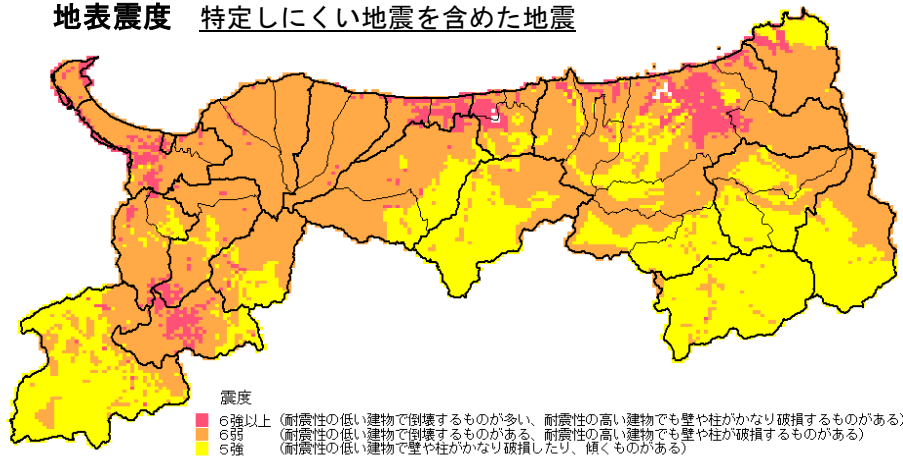 地表震度 特定しにくい地震を含めた地震
震度
6強以上 (耐震性の低い建物で倒壊するものが多い、耐震性の高い建物でも壁や柱がかなり破損するものがある)
6弱 (耐震性の低い建物で倒壊するものがある、耐震性の高い建物でも壁や柱が破損するものがある)
5強 (耐震性の低い建物で壁や柱がかなり破損したり、傾くものがある)